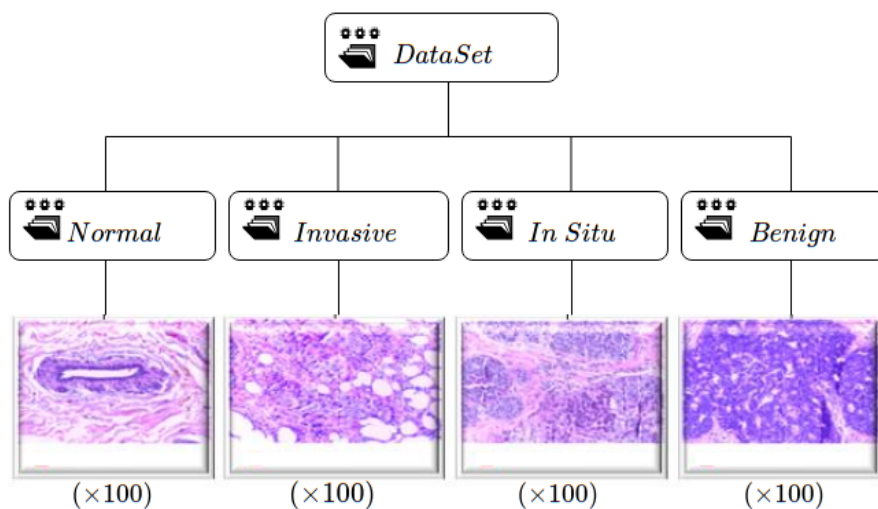 DataSet
Normal
Invasive
In Situ
Benign
(×100)
(×100)
(×100)
(×100)